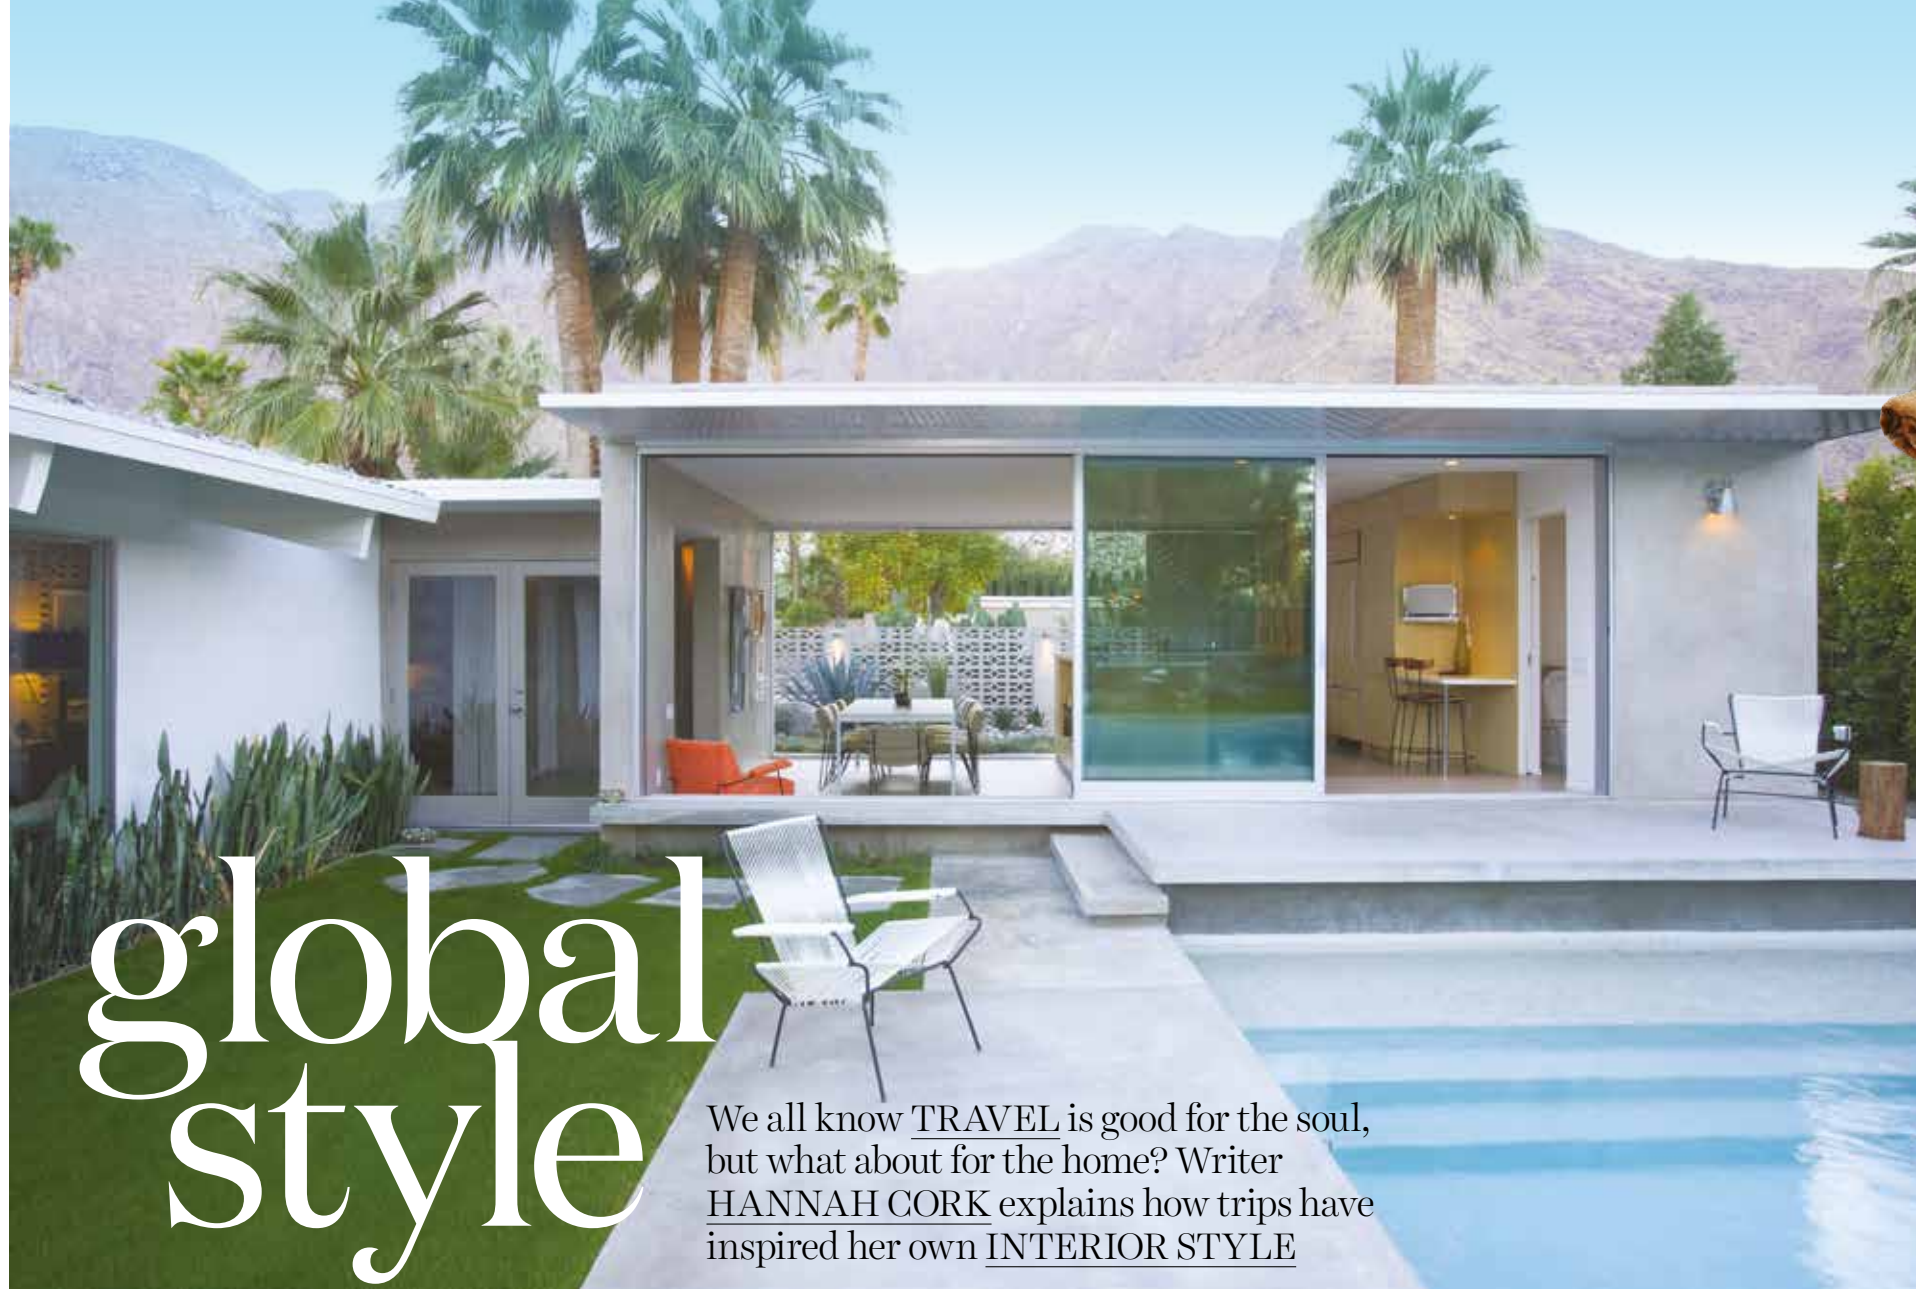 global
style
We all know TRAVEL is good for the soul,
but what about for the home? Writer
HANNAH CORK explains how trips have
inspired her own INTERIOR STYLE